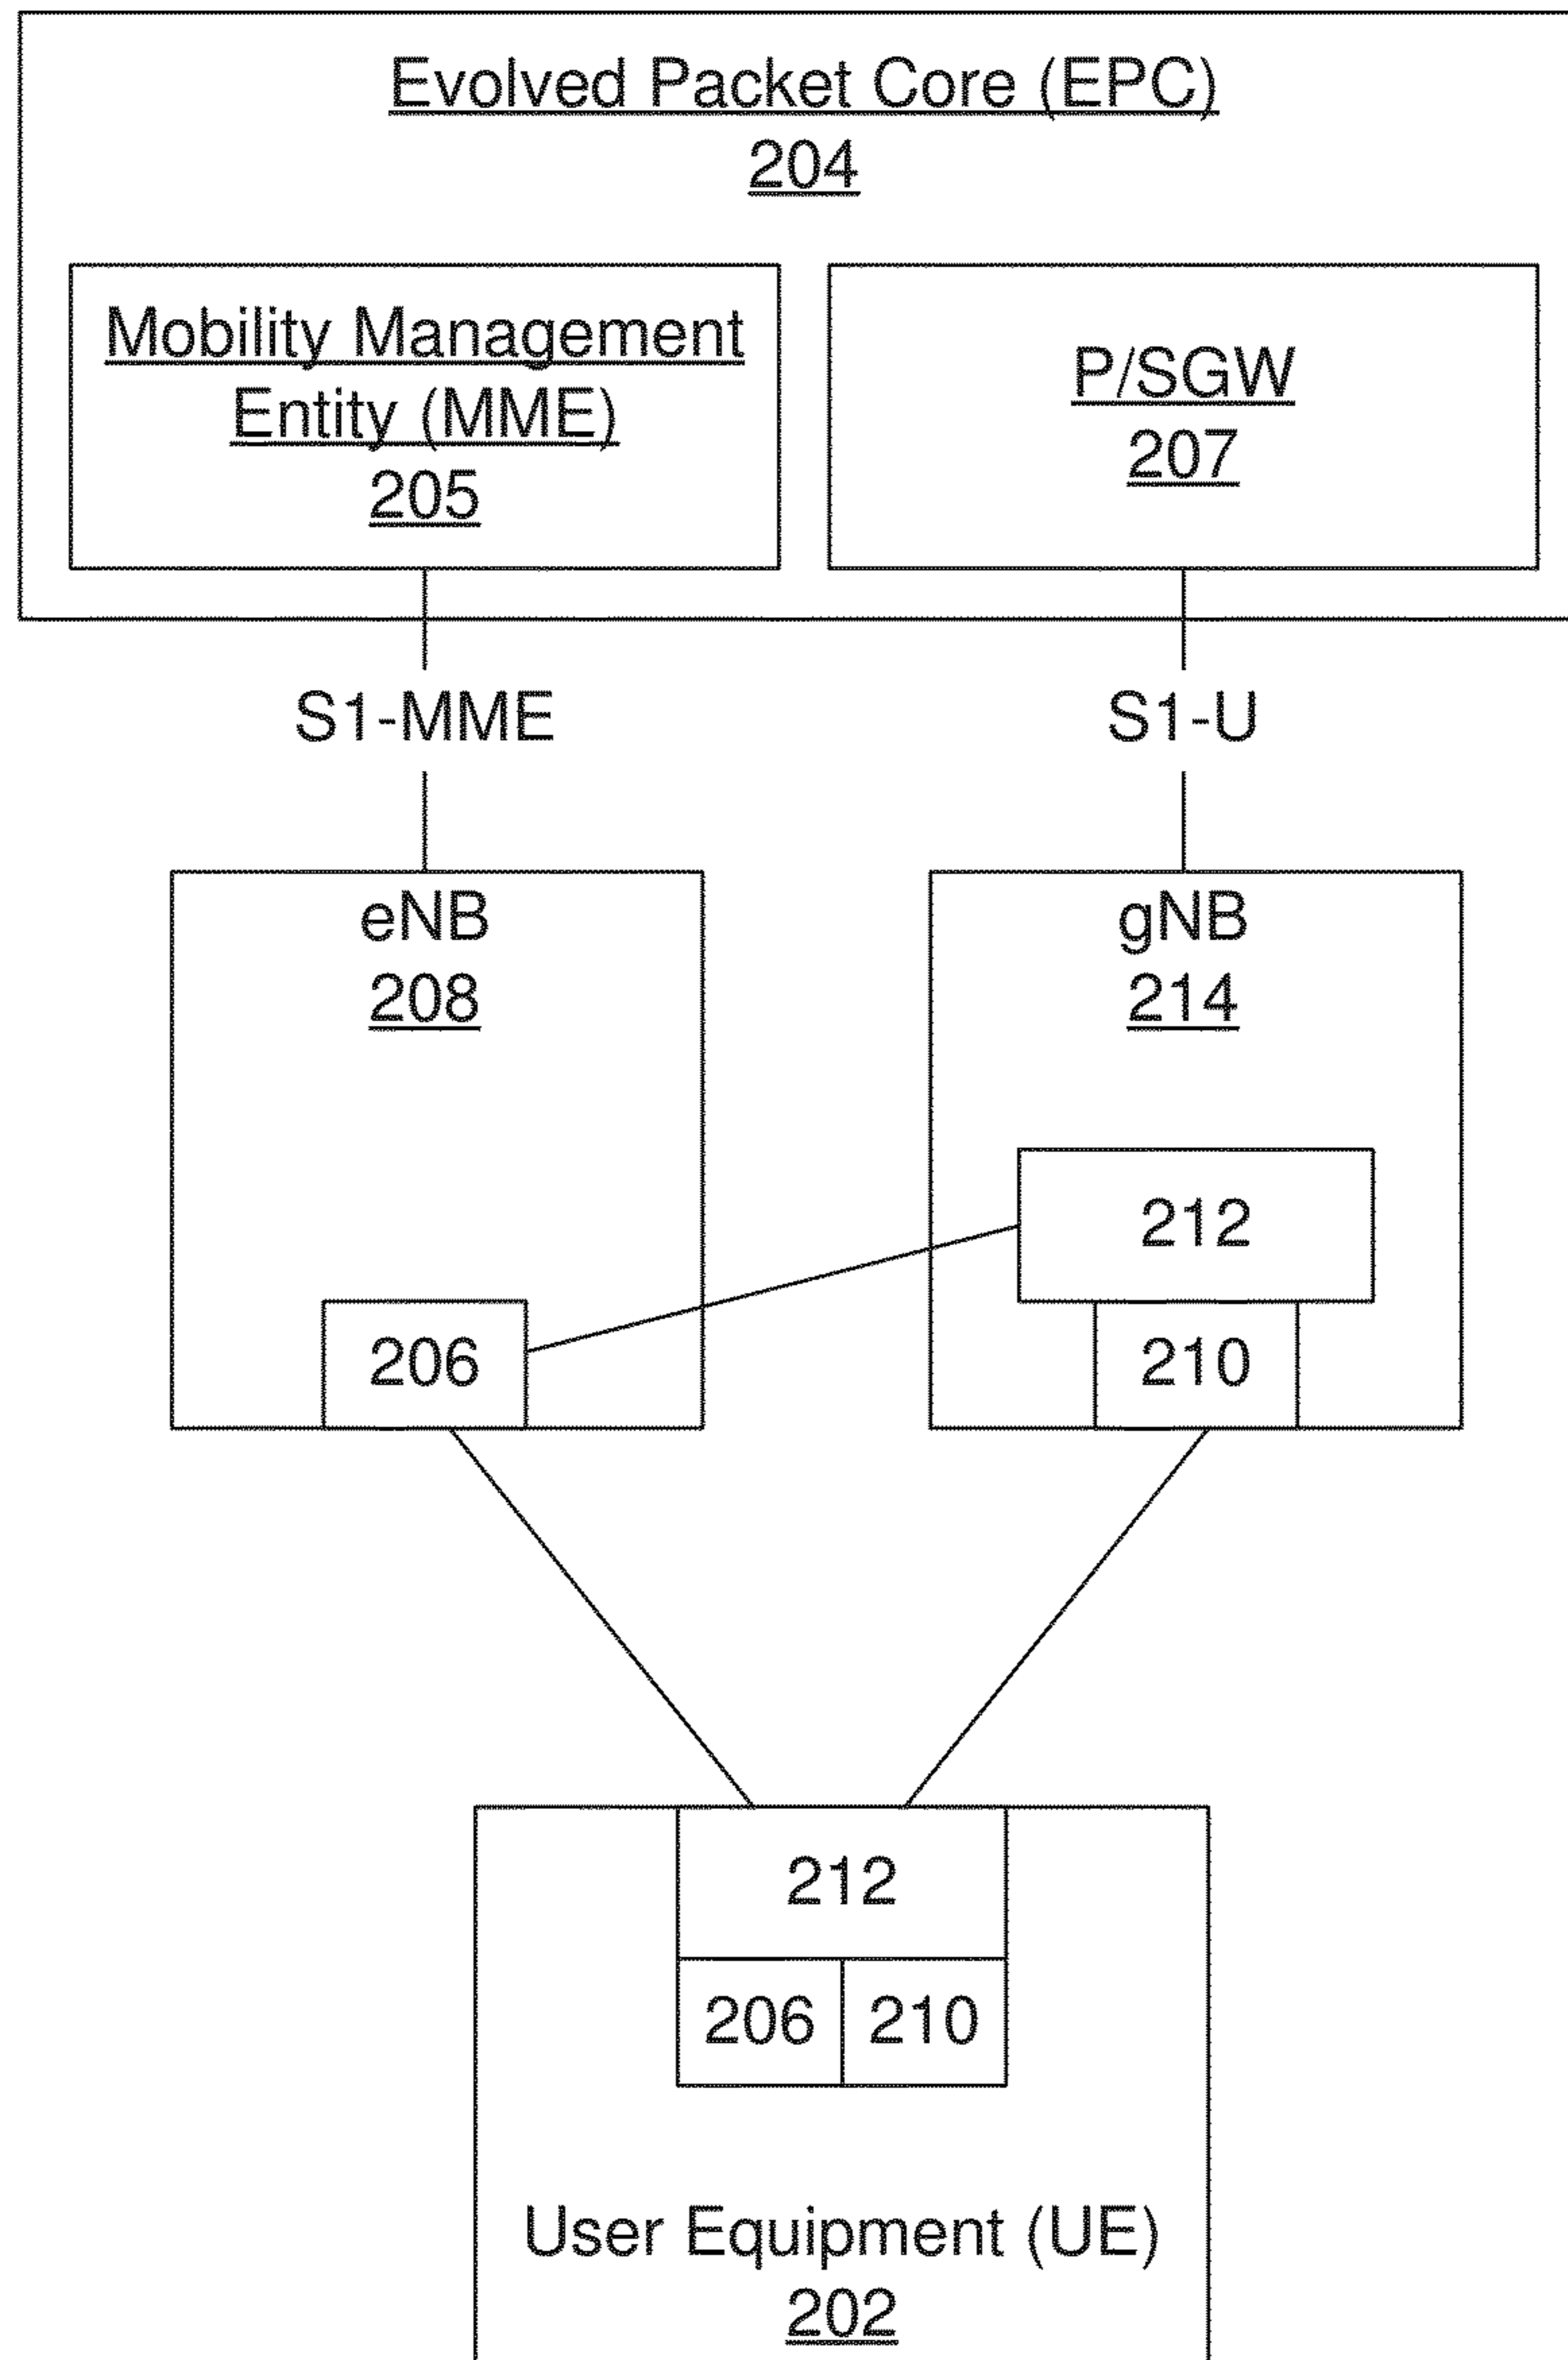 Evolved Packet Core (EPC)
204
Mobility Management
Entity (MME)
205
P/SGW
207
S1-MME
S1-U
eNB
208
gNB
214
212
206
210
212
206
210
User Equipment (UE)
202